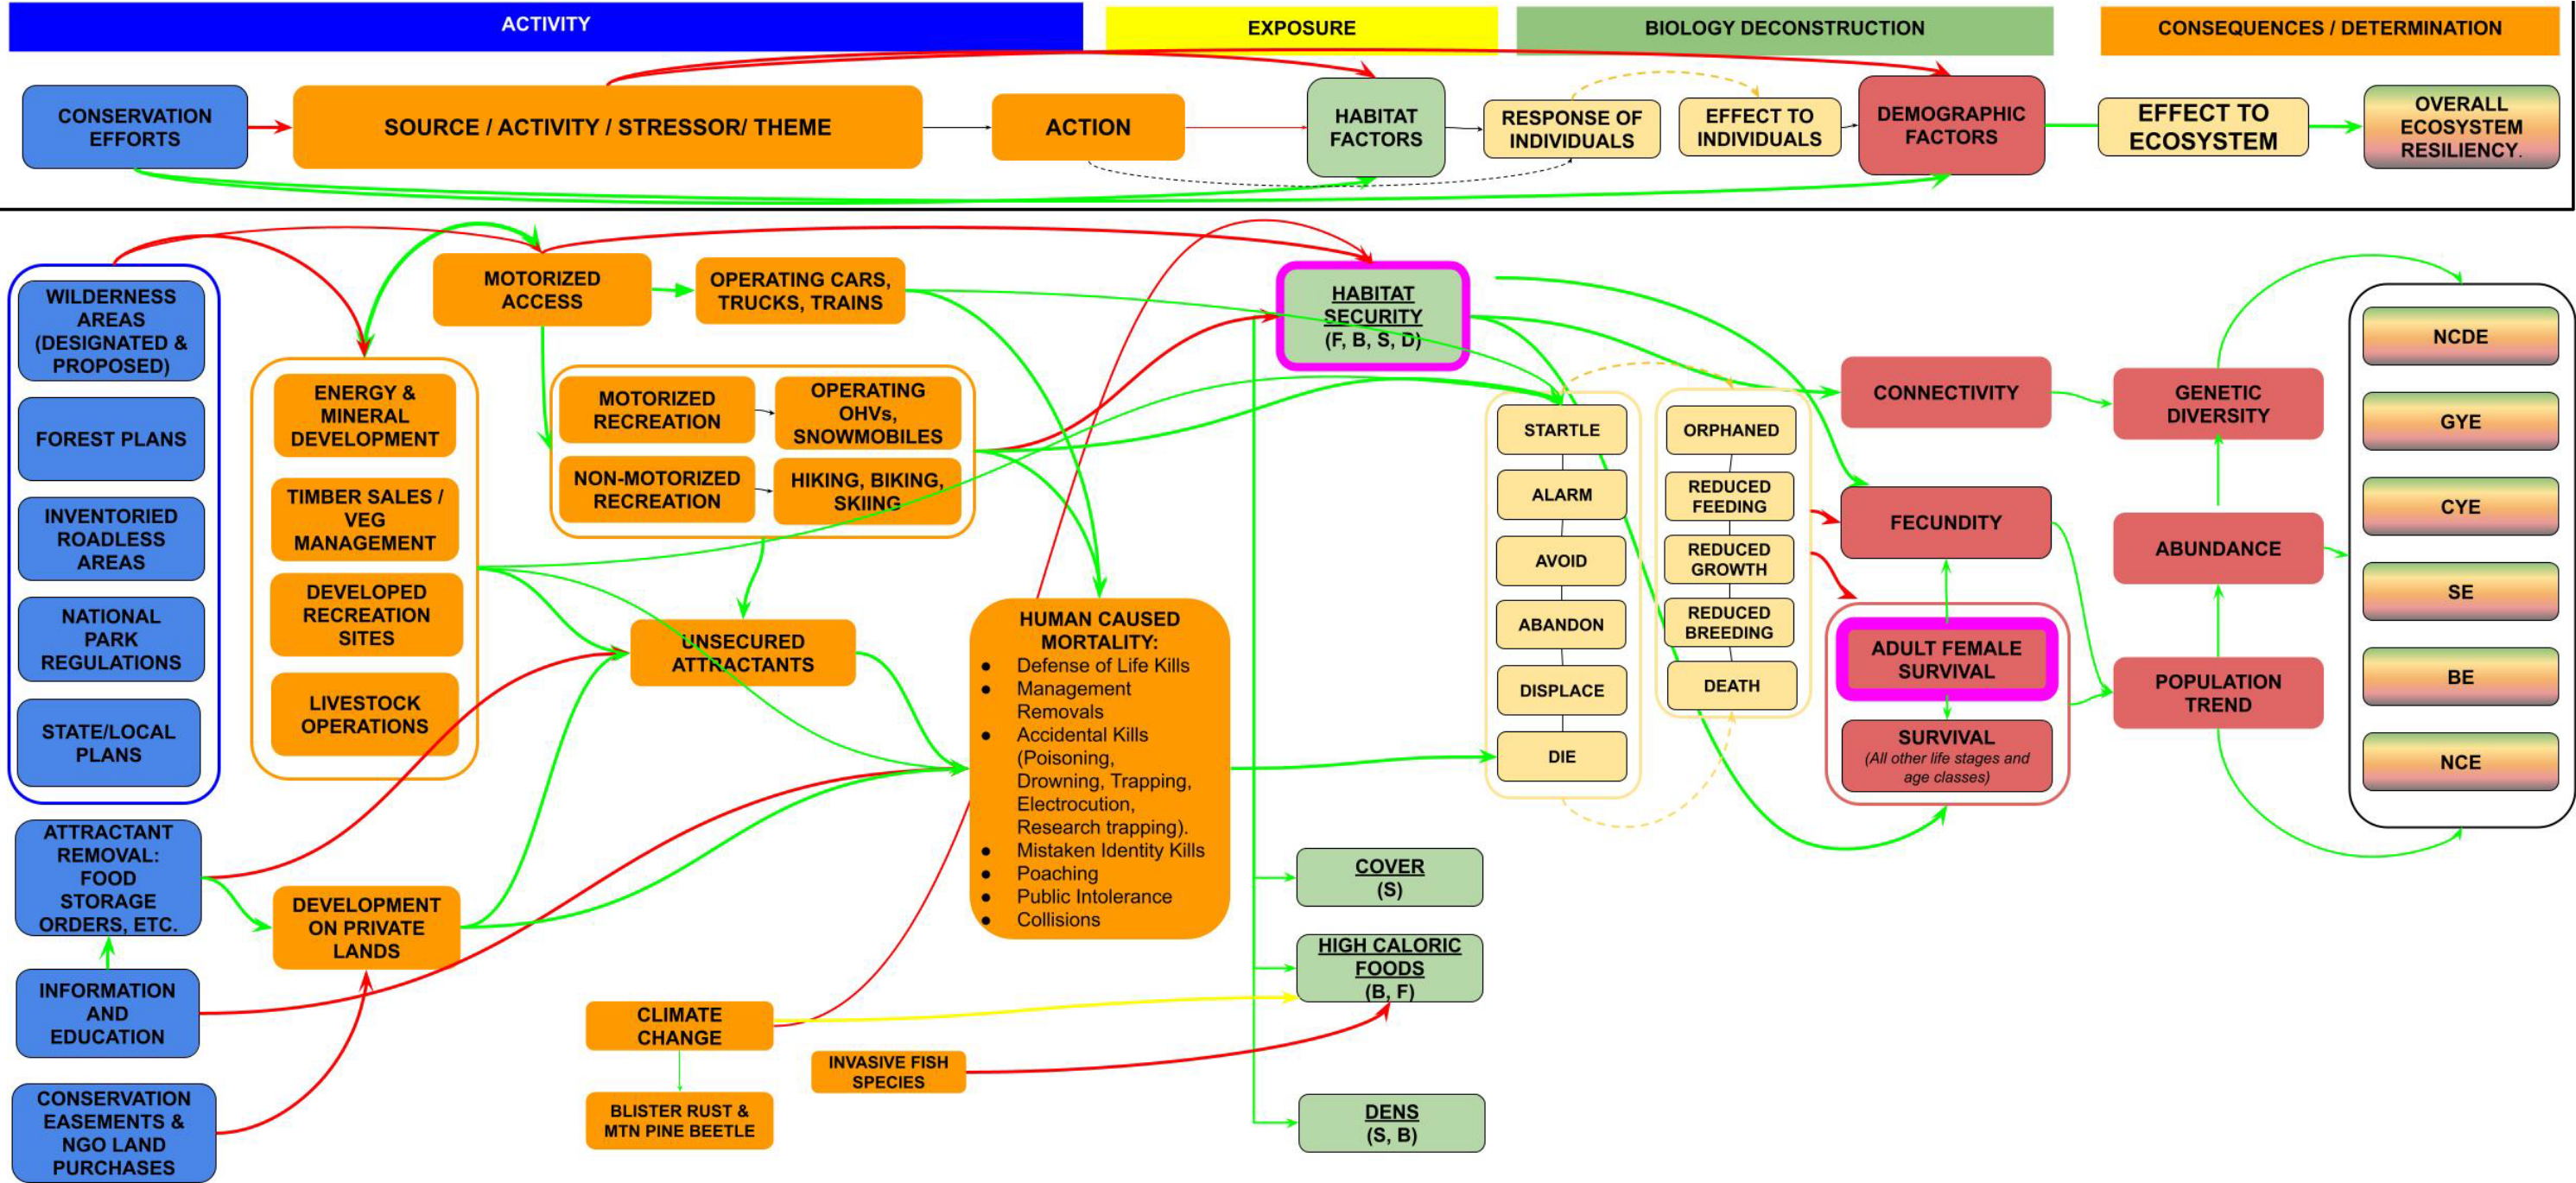 ACTIVITY
EXPOSURE
BIOLOGY DECONSTRUCTION
CONSEQUENCES / DETERMINATION
CONSERVATION
EFFORTS
SOURCE / ACTIVITY / STRESSOR/ THEME
ACTION
HABITAT
FACTORS
RESPONSE OF
INDIVIDUALS
EFFECT TO
INDIVIDUALS
DEMOGRAPHIC
FACTORS
EFFECT TO
ECOSYSTEM
OVERALL
ECOSYSTEM
RESILIENCY.
WILDERNESS
AREAS
(DESIGNATED &
PROPOSED)
FOREST PLANS
INVENTORIED
ROADLESS
AREAS
NATIONAL
PARK
REGULATIONS
STATE/LOCAL
PLANS
ATTRACTANT
REMOVAL:
FOOD
STORAGE
ORDERS, ETC.
INFORMATION
AND
EDUCATION
CONSERVATION
EASEMENTS &
NGO LAND
PURCHASES
ENERGY &
MINERAL
DEVELOPMENT
TIMBER SALES /
VEG
MANAGEMENT
DEVELOPED
RECREATION
SITES
LIVESTOCK
OPERATIONS
DEVELOPMENT
ON PRIVATE
LANDS
MOTORIZED
ACCESS
OPERATING CARS,
TRUCKS, TRAINS
MOTORIZED
RECREATION
OPERATING
OHVs,
SNOWMOBILES
NON-MOTORIZED
RECREATION
HIKING, BIKING,
SKIING
UNSECURED
ATTRACTANTS
CLIMATE
CHANGE
BLISTER RUST &
MTN PINE BEETLE
INVASIVE FISH
SPECIES
HUMAN CAUSED
MORTALITY:
● Defense of Life Kills
● Management
Removals
● Accidental Kills
(Poisoning,
Drowning, Trapping,
Electrocution,
Research trapping).
● Mistaken Identity Kills
● Poaching
● Public Intolerance
● Collisions
HABITAT
SECURITY
(F, B, S, D)
COVER
(S)
HIGH CALORIC
FOODS
(B, F)
DENS
(S, B)
STARTLE
ALARM
AVOID
ABANDON
DISPLACE
DIE
ORPHANED
REDUCED
FEEDING
REDUCED
GROWTH
REDUCED
BREEDING
DEATH
CONNECTIVITY
FECUNDITY
ADULT FEMALE
SURVIVAL
SURVIVAL
(All other life stages and
age classes)
GENETIC
DIVERSITY
ABUNDANCE
POPULATION
TREND
NCDE
GYE
CYE
SE
BE
NCE